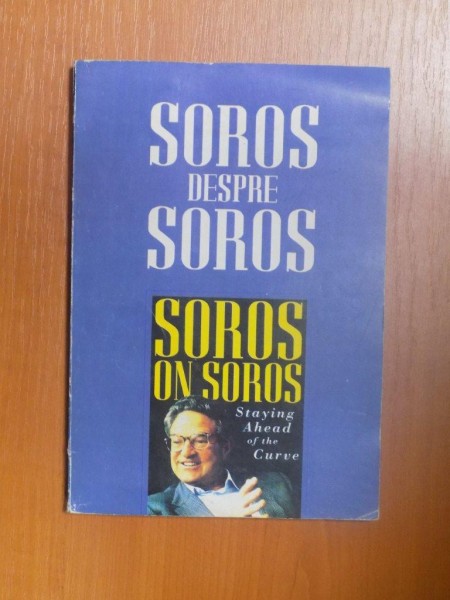 SOROS
DESPRE
SOROS
SOROS
ON SOROS
Staying
Ahead
of the
Curve